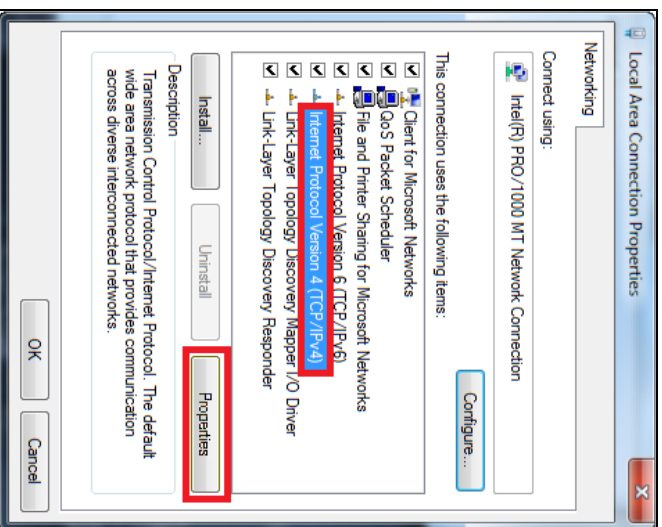 Local Area Connection Properties
Networking
Connect using:
Intel(R) PRO/1000 MT Network Connection
Configure...
This connection uses the following items:
Client for Microsoft Networks
QoS Packet Scheduler
File and Printer Sharing for Microsoft Networks
Internet Protocol Version 6 (TCP/IPv6)
Internet Protocol Version 4 (TCP/IPv4)
Link-Layer Topology Discovery Mapper I/O Driver
Link-Layer Topology Discovery Responder
Install... Uninstall Properties
Description
Transmission Control Protocol/Internet Protocol. The default
wide area network protocol that provides communication
across diverse interconnected networks.
OK Cancel